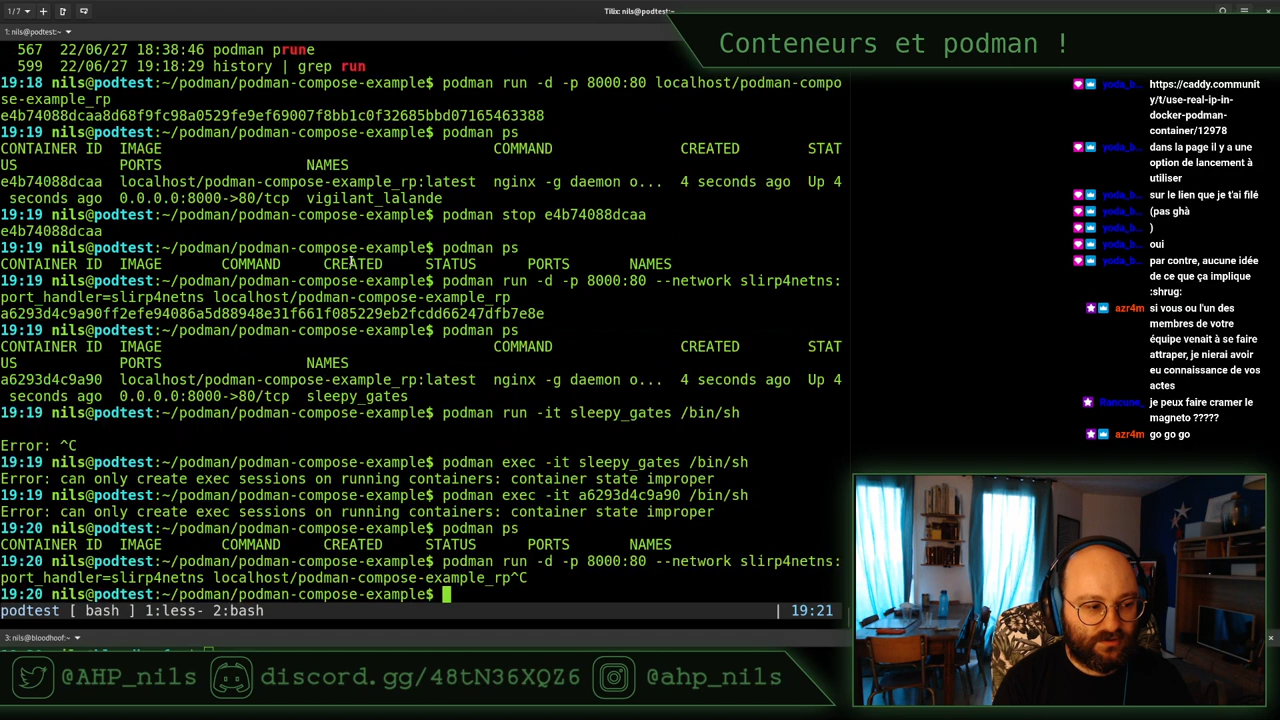 1/7
Tilix: nils@podtest:~
1: nils@podtest:~
567  22/06/27 18:38:46 podman prune
599  22/06/27 19:18:29 history | grep run
19:18 nils@podtest:~/podman/podman-compose-example$ podman run -d -p 8000:80 localhost/podman-compo
se-example_rp
e4b74088dcaa8d68f9fc98a0529fe9ef69007f8bb1c0f32685bbd07165463388
19:19 nils@podtest:~/podman/podman-compose-example$ podman ps
CONTAINER ID  IMAGE                                       COMMAND               CREATED        STAT
US            PORTS                 NAMES
e4b74088dcaa  localhost/podman-compose-example_rp:latest  nginx -g daemon o...  4 seconds ago  Up 4
 seconds ago  0.0.0.0:8000->80/tcp  vigilant_lalande
19:19 nils@podtest:~/podman/podman-compose-example$ podman stop e4b74088dcaa
e4b74088dcaa
19:19 nils@podtest:~/podman/podman-compose-example$ podman ps
CONTAINER ID  IMAGE       COMMAND     CREATED     STATUS      PORTS       NAMES
19:19 nils@podtest:~/podman/podman-compose-example$ podman run -d -p 8000:80 --network slirp4netns:
port_handler=slirp4netns localhost/podman-compose-example_rp
a6293d4c9a90ff2efe94086a5d88948e31f661f085229eb2fcdd66247dfb7e8e
19:19 nils@podtest:~/podman/podman-compose-example$ podman ps
CONTAINER ID  IMAGE                                       COMMAND               CREATED        STAT
US            PORTS                 NAMES
a6293d4c9a90  localhost/podman-compose-example_rp:latest  nginx -g daemon o...  4 seconds ago  Up 4
 seconds ago  0.0.0.0:8000->80/tcp  sleepy_gates
19:19 nils@podtest:~/podman/podman-compose-example$ podman run -it sleepy_gates /bin/sh
Error: ^C
19:19 nils@podtest:~/podman/podman-compose-example$ podman exec -it sleepy_gates /bin/sh
Error: can only create exec sessions on running containers: container state improper
19:19 nils@podtest:~/podman/podman-compose-example$ podman exec -it a6293d4c9a90 /bin/sh
Error: can only create exec sessions on running containers: container state improper
19:20 nils@podtest:~/podman/podman-compose-example$ podman ps
CONTAINER ID  IMAGE       COMMAND     CREATED     STATUS      PORTS       NAMES
19:20 nils@podtest:~/podman/podman-compose-example$ podman run -d -p 8000:80 --network slirp4netns:
port_handler=slirp4netns localhost/podman-compose-example_rp^C
19:20 nils@podtest:~/podman/podman-compose-example$
podtest [ bash ] 1:less- 2:bash | 19:21
3: nils@bloodhoof:~
@AHP_nils discord.gg/48tN36XQZ6 @ahp_nils
Conteneurs et podman !
yoda_b… https://caddy.communit
y/t/use-real-ip-in-
docker-podman-
container/12978
yoda_b… dans la page il y a une
option de lancement à
utiliser
yoda_b… sur le lien que je t'ai filé
yoda_b… (pas ghà
yoda_b… )
yoda_b… oui
yoda_b… par contre, aucune idée
de ce que ça implique
:shrug:
azr4m si vous ou l'un des
membres de votre
équipe venait à se faire
attraper, je nierai avoir
eu connaissance de vos
actes
Rancune_ je peux faire cramer le
magneto ?????
azr4m go go go